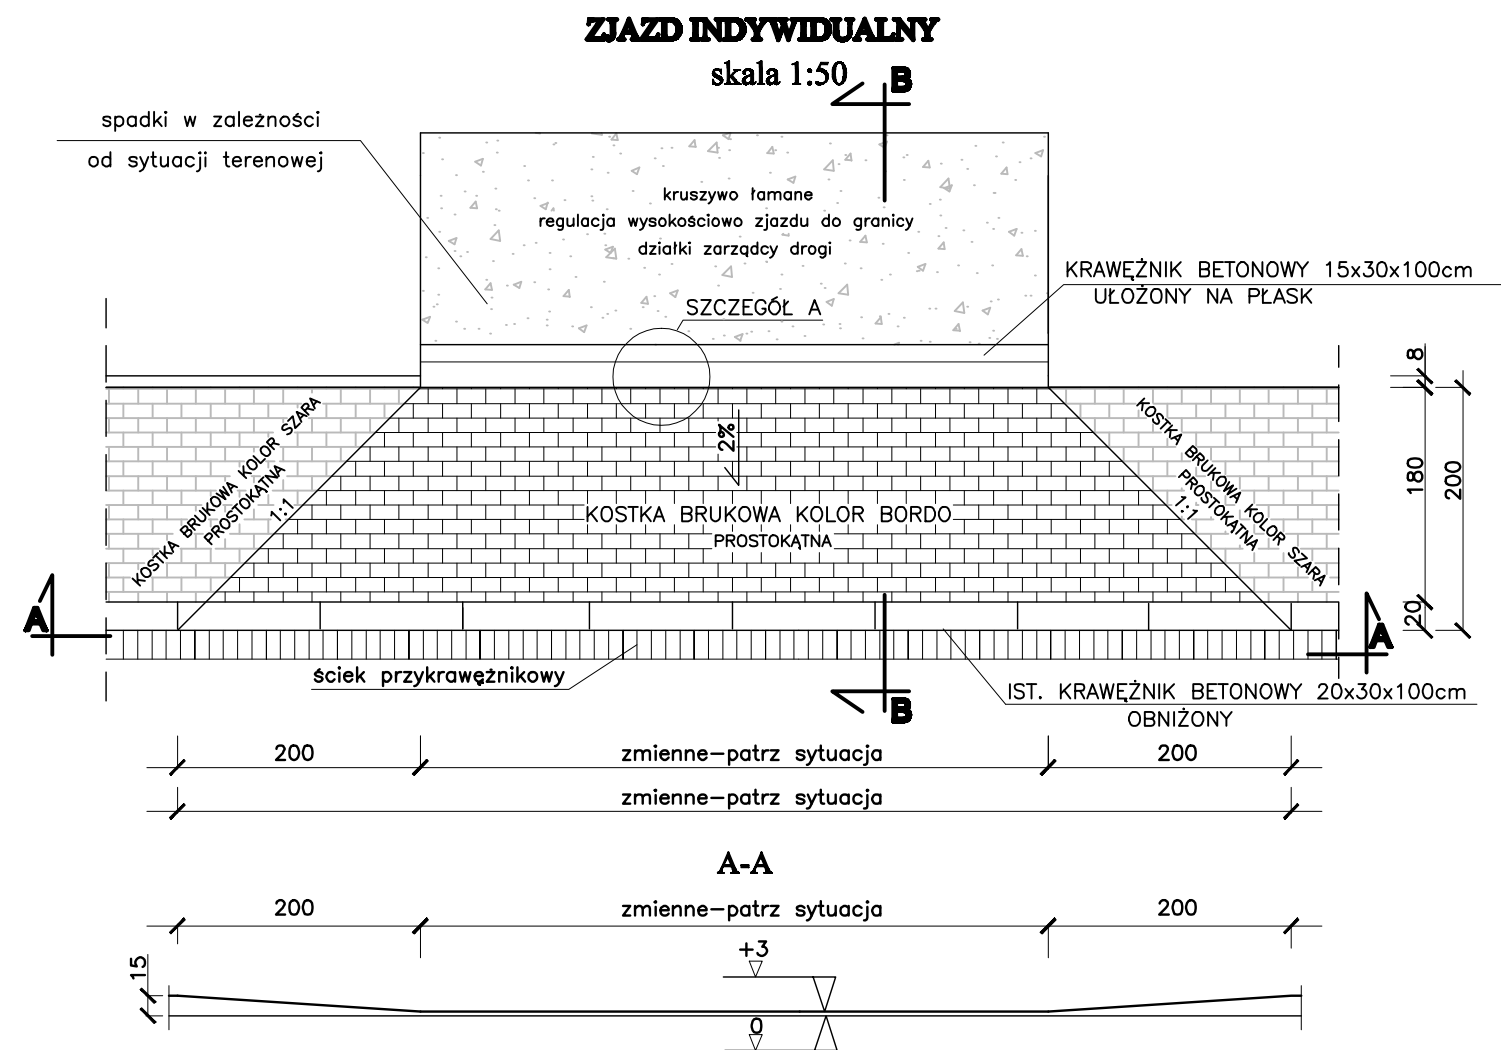 ZJAZD INDYWIDUALNY
skala 1:50
B
spadki w zależności
od sytuacji terenowej
kruszywo łamane
regulacja wysokościowo zjazdu do granicy
działki zarządcy drogi
KRAWĘŻNIK BETONOWY 15x30x100cm
UŁOŻONY NA PŁASK
SZCZEGÓŁ A
8
KOSTKA BRUKOWA KOLOR SZARA
PROSTOKĄTNA
1:1
2%
KOSTKA BRUKOWA KOLOR BORDO
PROSTOKĄTNA
KOSTKA BRUKOWA KOLOR SZARA
PROSTOKĄTNA
1:1
180
200
20
A
A
ściek przykrawężnikowy
B
IST. KRAWĘŻNIK BETONOWY 20x30x100cm
OBNIŻONY
200
zmienne-patrz sytuacja
200
zmienne-patrz sytuacja
A-A
200
zmienne-patrz sytuacja
200
15
+3
0